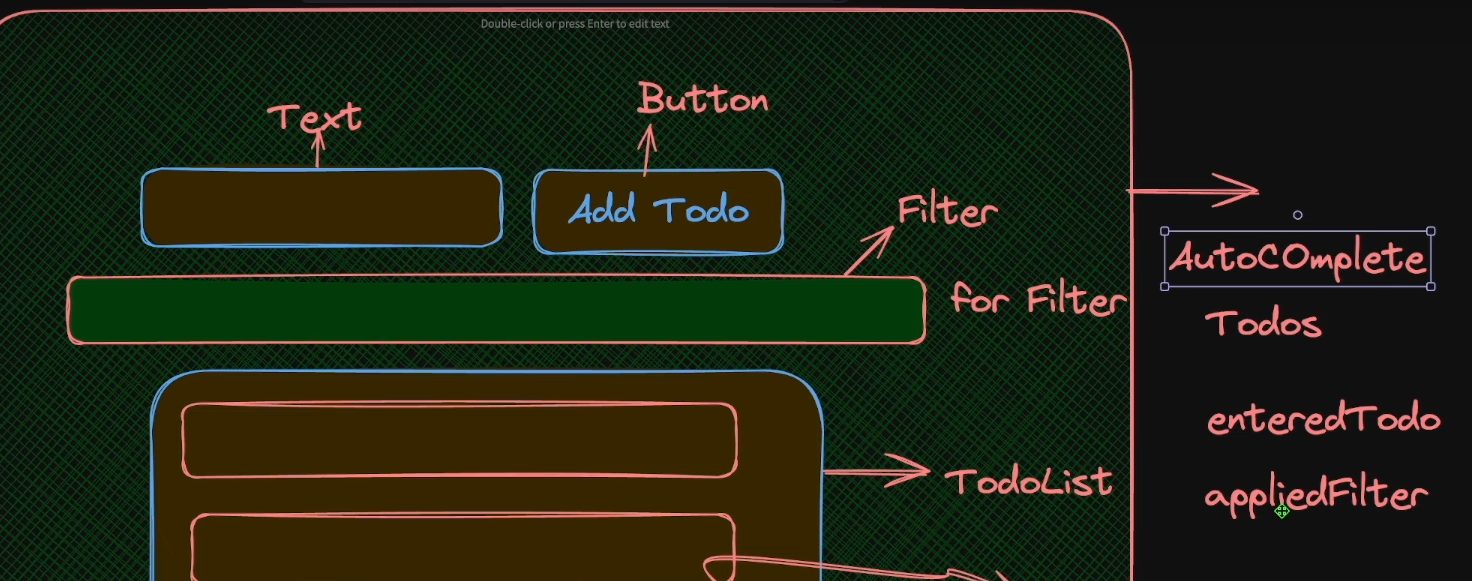 Double-click or press Enter to edit text
Text
Button
Add Todo
Filter
for Filter
AutoCOmplete
Todos
enteredTodo
TodoList
appliedFilter